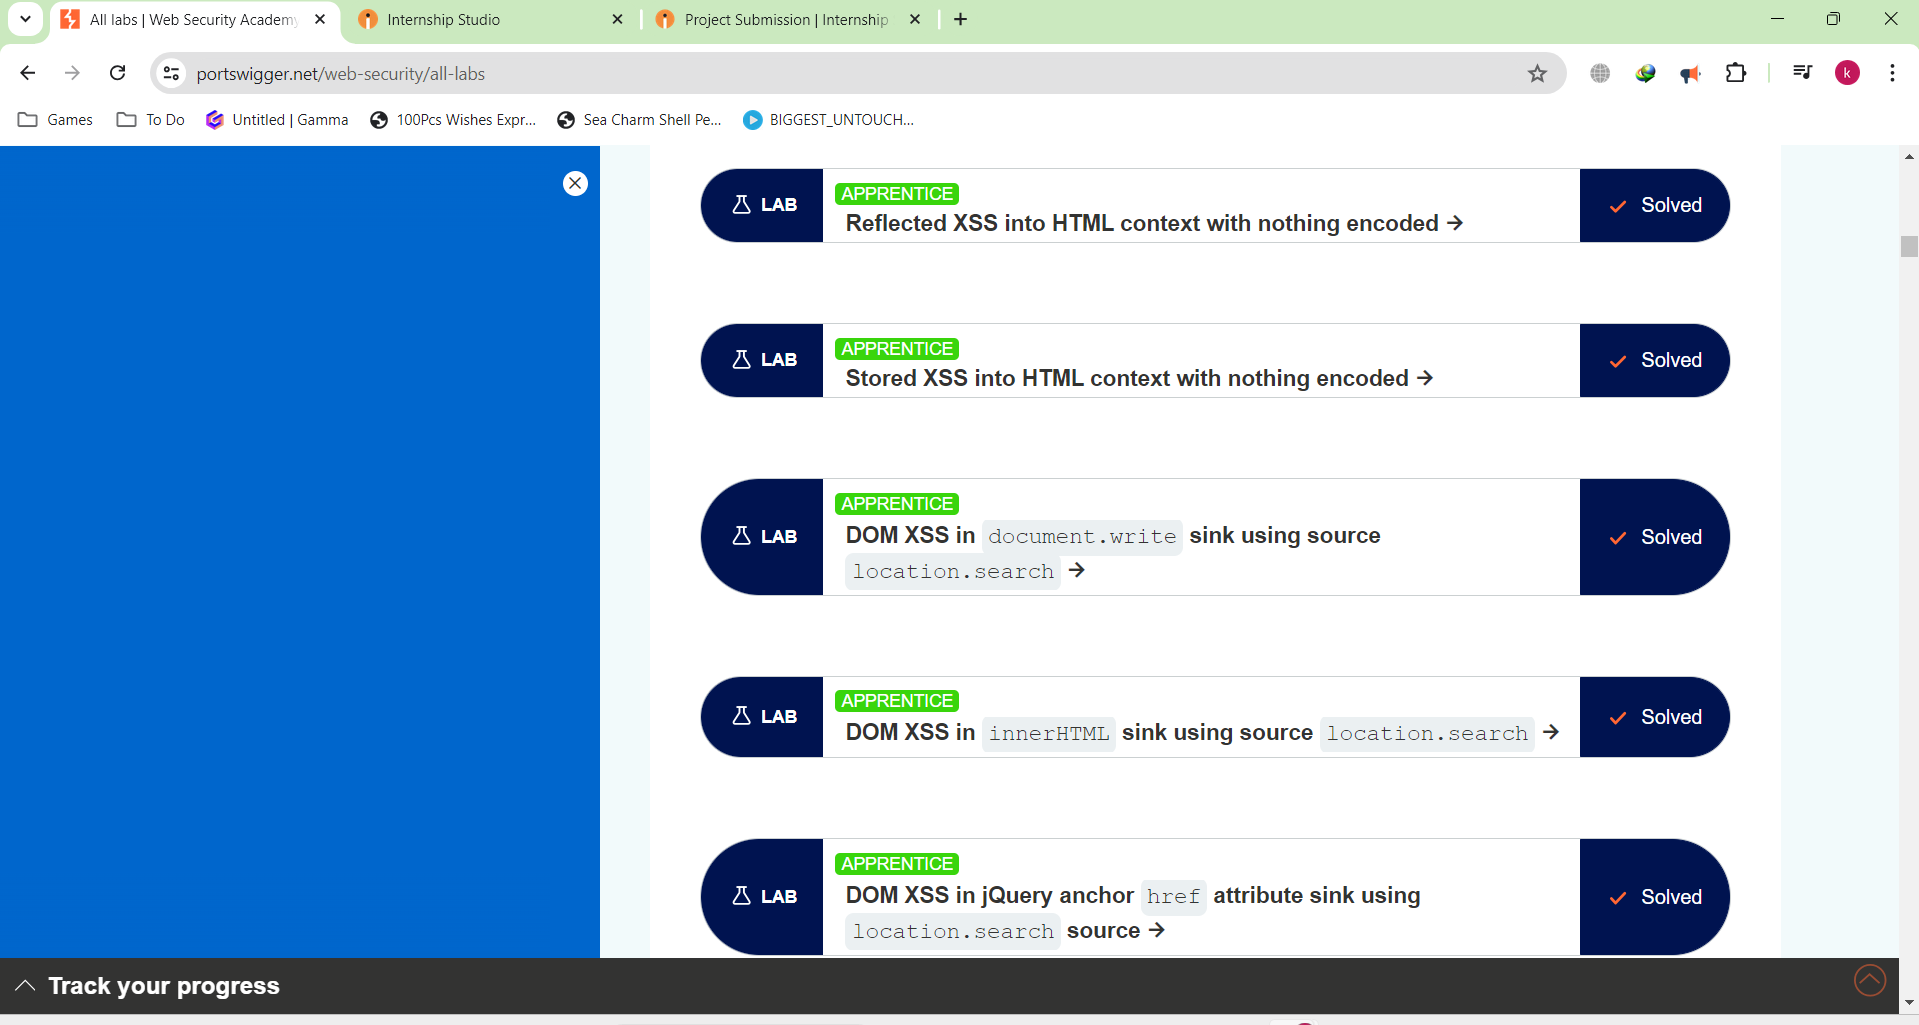 All labs | Web Security Academy
Internship Studio
Project Submission | Internship
portswigger.net/web-security/all-labs
k
Games
To Do
Untitled | Gamma
100Pcs Wishes Expr...
Sea Charm Shell Pe...
BIGGEST_UNTOUCH...
LAB
APPRENTICE
Reflected XSS into HTML context with nothing encoded →
Solved
LAB
APPRENTICE
Stored XSS into HTML context with nothing encoded →
Solved
LAB
APPRENTICE
DOM XSS in document.write sink using source
location.search →
Solved
LAB
APPRENTICE
DOM XSS in innerHTML sink using source location.search →
Solved
LAB
APPRENTICE
DOM XSS in jQuery anchor href attribute sink using
location.search source →
Solved
Track your progress